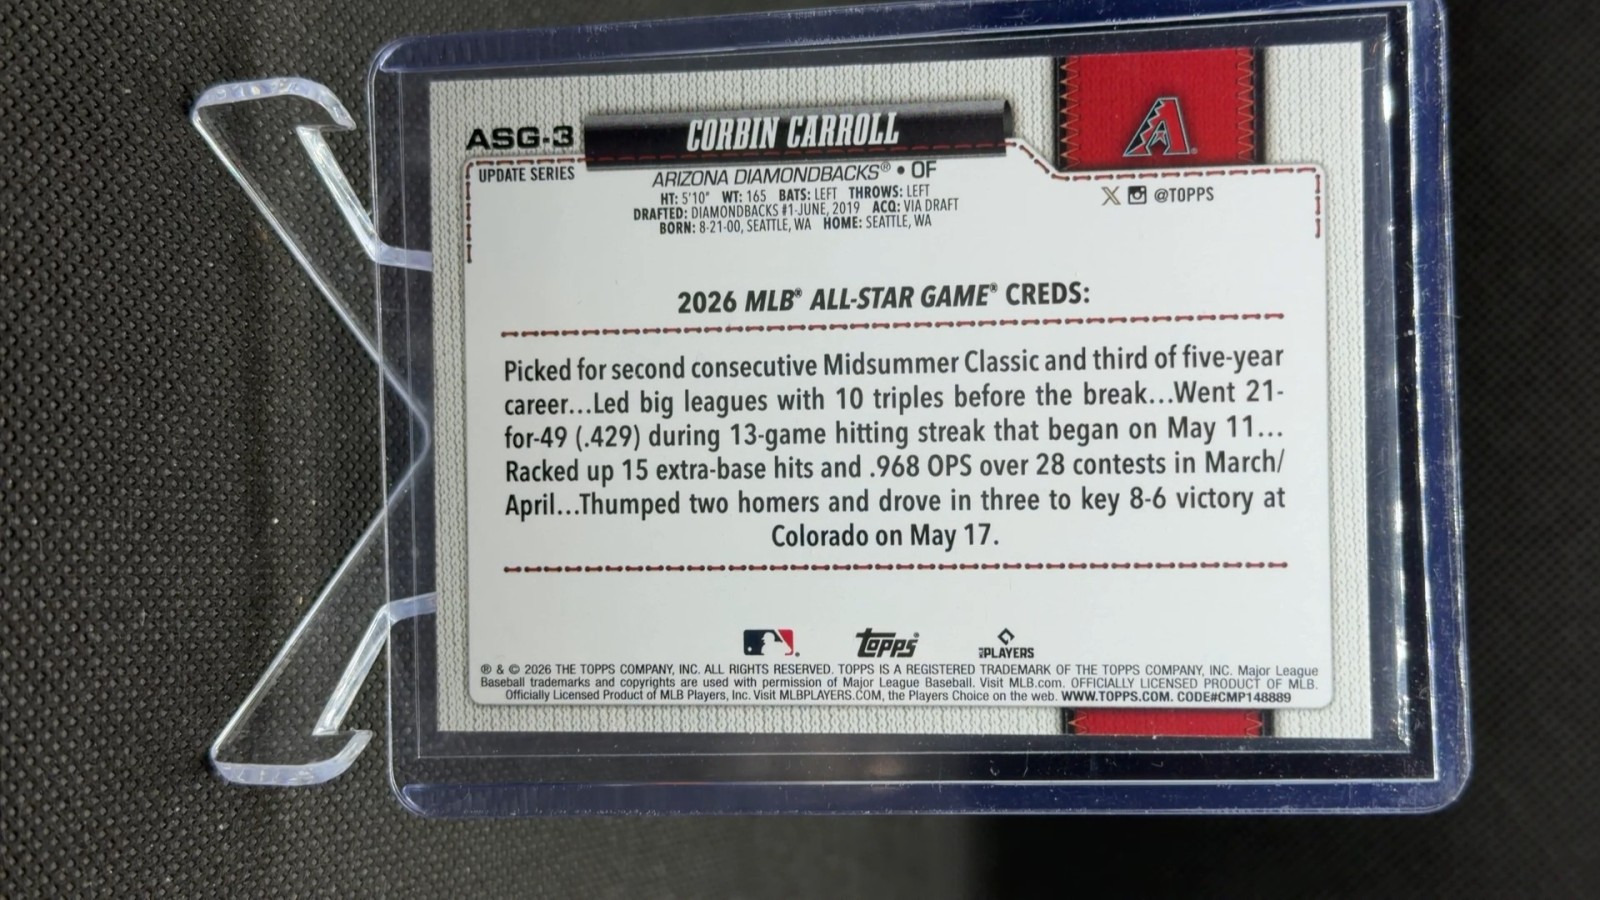 ASG-3
CORBIN CARROLL
A
UPDATE SERIES
ARIZONA DIAMONDBACKS® • OF
HT: 5'10" WT: 165 BATS: LEFT THROWS: LEFT
DRAFTED: DIAMONDBACKS #1-JUNE, 2019 ACQ: VIA DRAFT
BORN: 8-21-00, SEATTLE, WA HOME: SEATTLE, WA
X @TOPPS
2026 MLB® ALL-STAR GAME® CREDS:
Picked for second consecutive Midsummer Classic and third of five-year
career...Led big leagues with 10 triples before the break...Went 21-
for-49 (.429) during 13-game hitting streak that began on May 11...
Racked up 15 extra-base hits and .968 OPS over 28 contests in March/
April...Thumped two homers and drove in three to key 8-6 victory at
Colorado on May 17.
Topps®
MLB PLAYERS
® & © 2026 THE TOPPS COMPANY, INC. ALL RIGHTS RESERVED. TOPPS IS A REGISTERED TRADEMARK OF THE TOPPS COMPANY, INC. Major League
Baseball trademarks and copyrights are used with permission of Major League Baseball. Visit MLB.com. OFFICIALLY LICENSED PRODUCT OF MLB.
Officially Licensed Product of MLB Players, Inc. Visit MLBPLAYERS.COM, the Players Choice on the web. WWW.TOPPS.COM. CODE#CMP148889